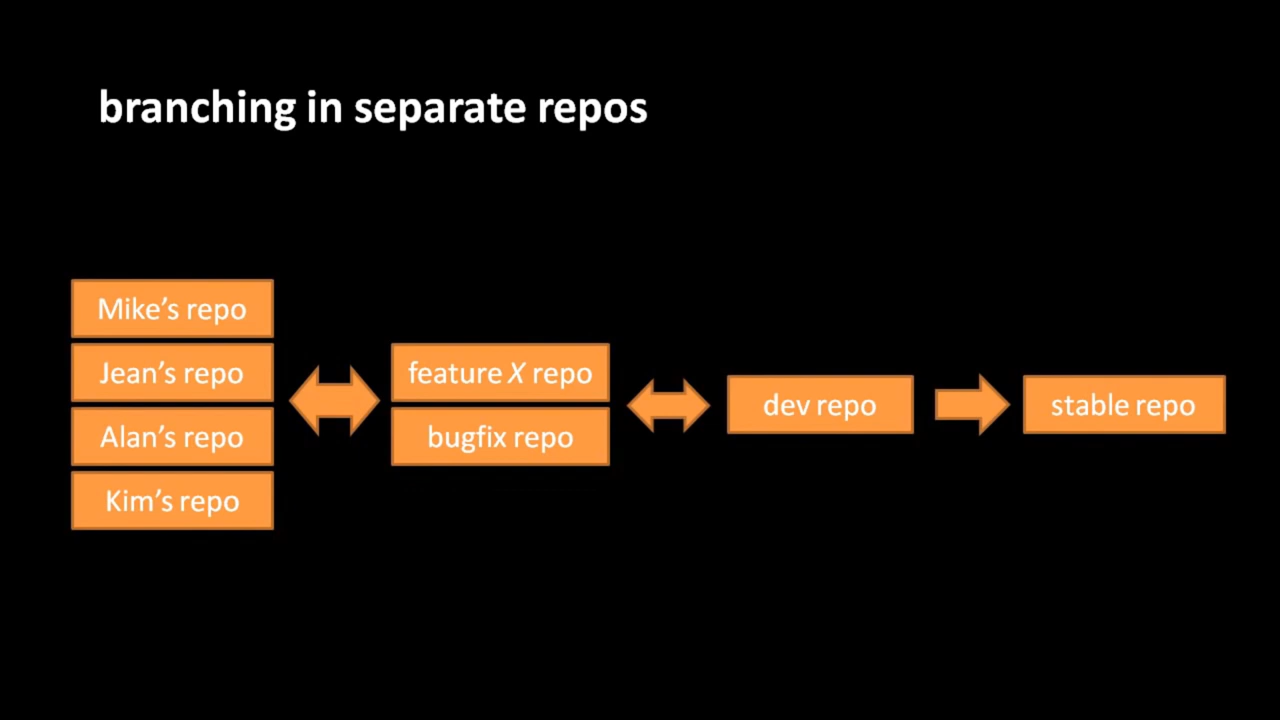 branching in separate repos
Mike’s repo
Jean’s repo
Alan’s repo
Kim’s repo
feature X repo
bugfix repo
dev repo
stable repo